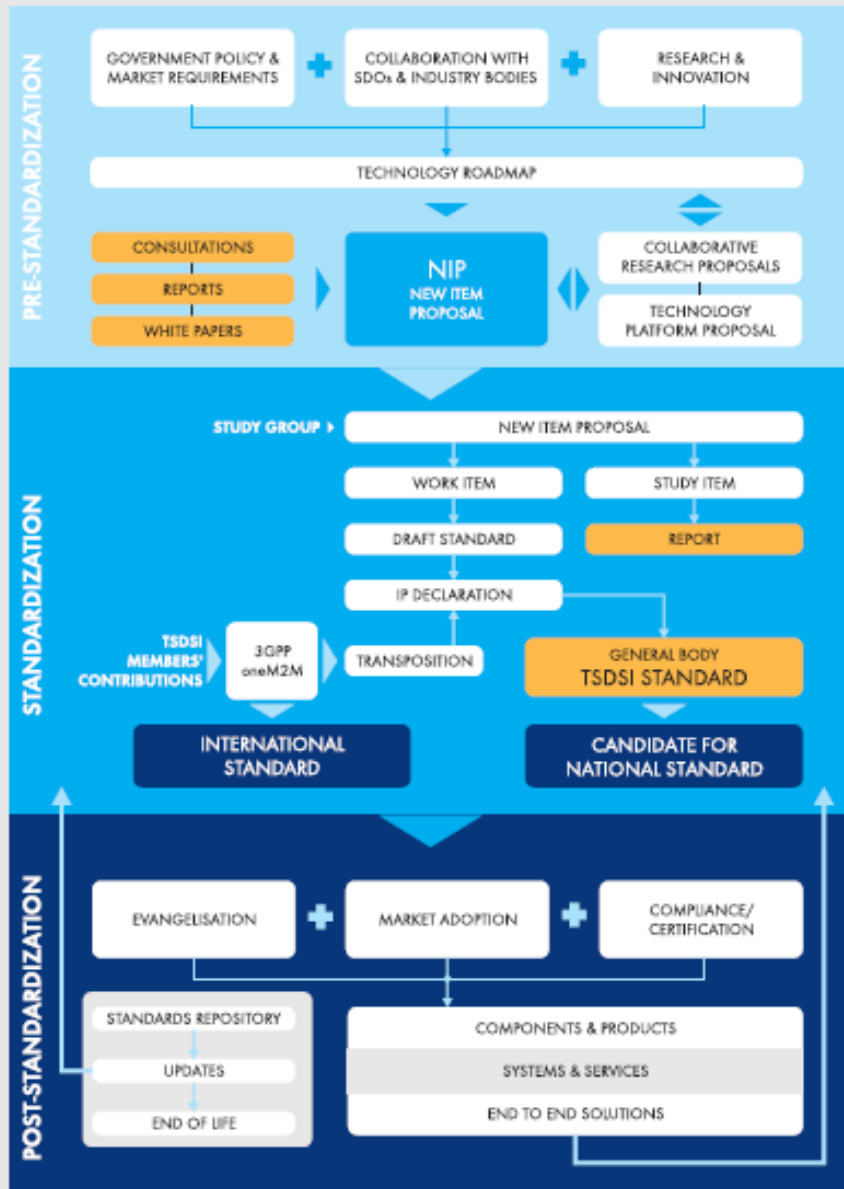 PRE-STANDARDIZATION
GOVERNMENT POLICY &
MARKET REQUIREMENTS
COLLABORATION WITH
SDOs & INDUSTRY BODIES
RESEARCH &
INNOVATION
TECHNOLOGY ROADMAP
CONSULTATIONS
REPORTS
WHITE PAPERS
NIP
NEW ITEM
PROPOSAL
COLLABORATIVE
RESEARCH PROPOSALS
TECHNOLOGY
PLATFORM PROPOSAL
STANDARDIZATION
STUDY GROUP
NEW ITEM PROPOSAL
WORK ITEM
STUDY ITEM
DRAFT STANDARD
REPORT
IP DECLARATION
TSDSI
MEMBERS'
CONTRIBUTIONS
3GPP
oneM2M
TRANSPOSITION
GENERAL BODY
TSDSI STANDARD
INTERNATIONAL
STANDARD
CANDIDATE FOR
NATIONAL STANDARD
POST-STANDARDIZATION
EVANGELISATION
MARKET ADOPTION
COMPLIANCE/
CERTIFICATION
STANDARDS REPOSITORY
UPDATES
END OF LIFE
COMPONENTS & PRODUCTS
SYSTEMS & SERVICES
END TO END SOLUTIONS